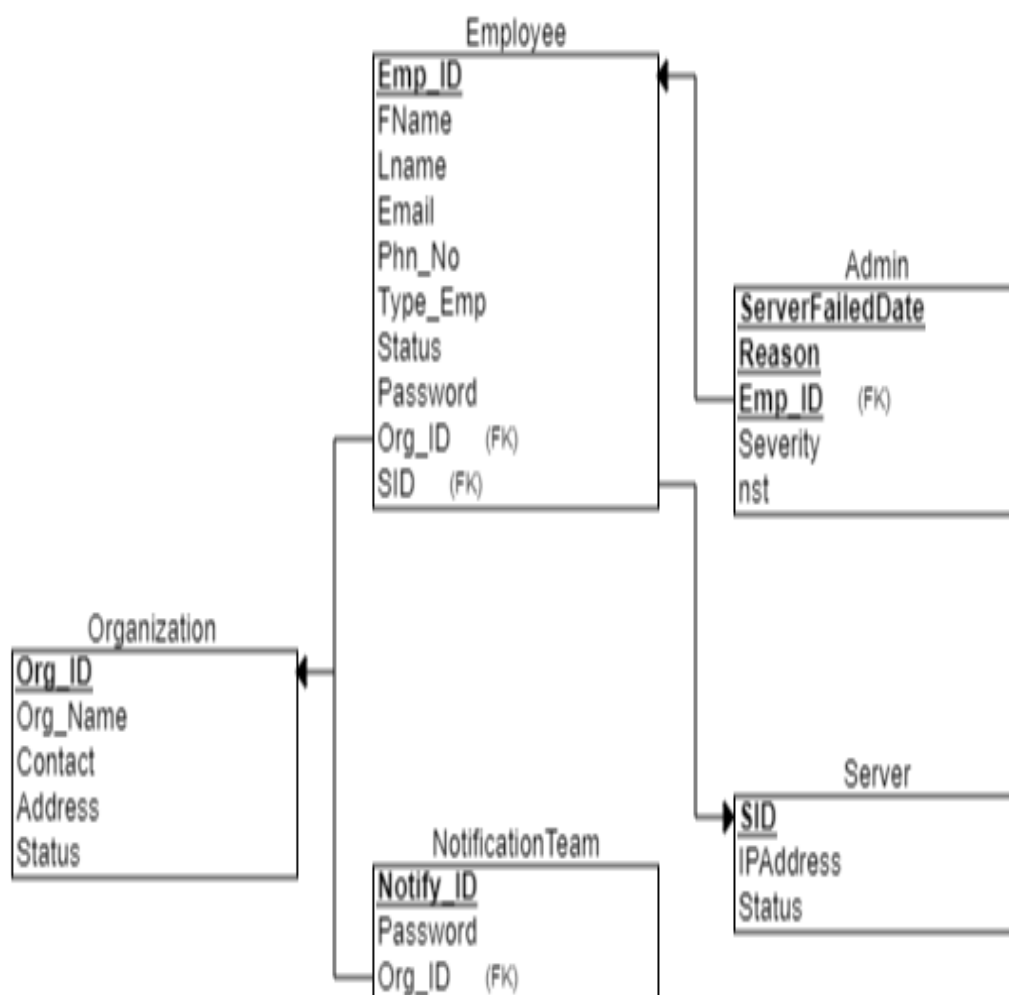 Employee
Emp_ID
FName
Lname
Email
Phn_No
Type_Emp
Status
Password
Org_ID (FK)
SID (FK)
Admin
ServerFailedDate
Reason
Emp_ID (FK)
Severity
nst
Organization
Org_ID
Org_Name
Contact
Address
Status
NotificationTeam
Notify_ID
Password
Org_ID (FK)
Server
SID
IPAddress
Status